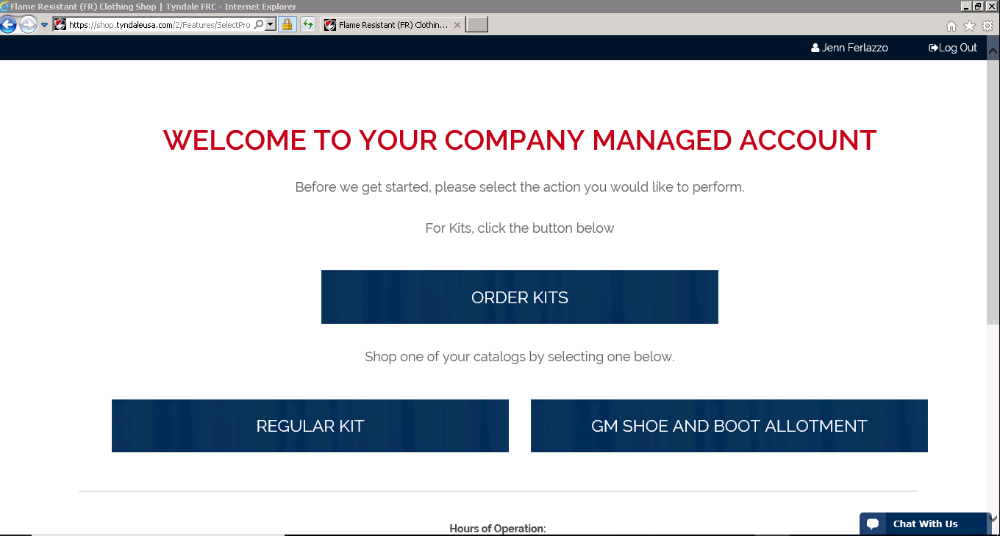 Flame Resistant (FR) Clothing Shop | Tyndale FRC - Internet Explorer
https://shop.tyndaleusa.com/2/Features/SelectPro
Flame Resistant (FR) Clothin...
Jenn Ferlazzo
Log Out
WELCOME TO YOUR COMPANY MANAGED ACCOUNT
Before we get started, please select the action you would like to perform.
For Kits, click the button below
ORDER KITS
Shop one of your catalogs by selecting one below.
REGULAR KIT
GM SHOE AND BOOT ALLOTMENT
Hours of Operation:
Chat With Us